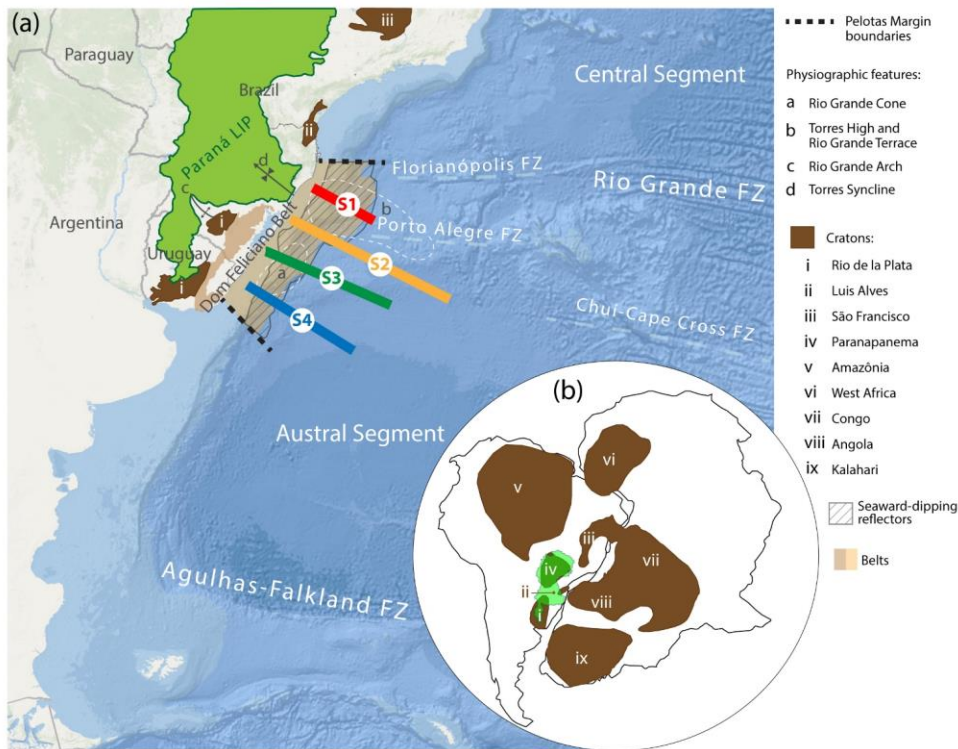 (a)
iii
Paraguay
Brazil
Central Segment
ii
Paraná LIP
d
Florianópolis FZ
Rio Grande FZ
c
S1
b
Argentina
i
Porto Alegre FZ
Uruguay
Dom Feliciano Belt
S2
i
a
S3
Chuí-Cape Cross FZ
S4
Austral Segment
Agulhas-Falkland FZ
(b)
vi
v
iii
vii
iv
ii
viii
i
ix
Pelotas Margin
boundaries
Physiographic features:
a Rio Grande Cone
b Torres High and
Rio Grande Terrace
c Rio Grande Arch
d Torres Syncline
Cratons:
i Rio de la Plata
ii Luis Alves
iii São Francisco
iv Paranapanema
v Amazônia
vi West Africa
vii Congo
viii Angola
ix Kalahari
Seaward-dipping
reflectors
Belts